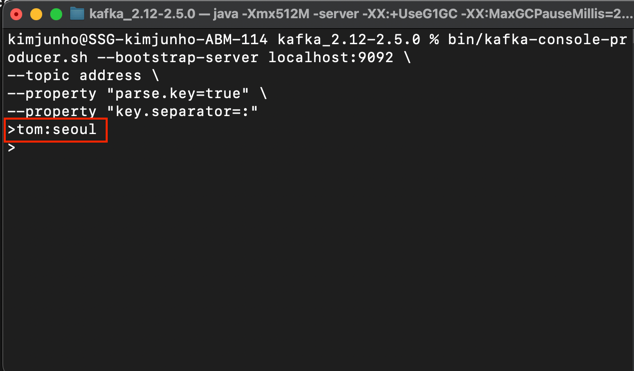 kafka_2.12-2.5.0 — java -Xmx512M -server -XX:+UseG1GC -XX:MaxGCPauseMillis=2...
kimjunho@SSG-kimjunho-ABM-114 kafka_2.12-2.5.0 % bin/kafka-console-pr
oducer.sh --bootstrap-server localhost:9092 \
--topic address \
--property "parse.key=true" \
--property "key.separator=:"
>tom:seoul
>